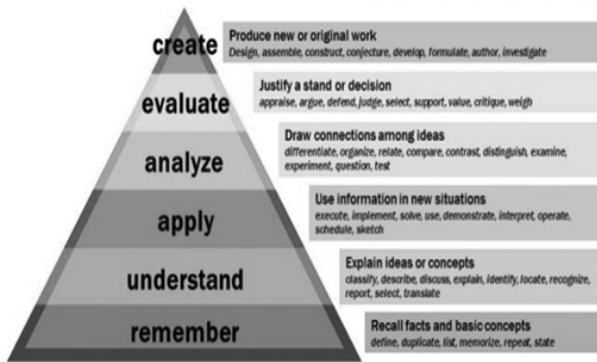 create
Produce new or original work
Design, assemble, construct, conjecture, develop, formulate, author, investigate
evaluate
Justify a stand or decision
appraise, argue, defend, judge, select, support, value, critique, weigh
analyze
Draw connections among ideas
differentiate, organize, relate, compare, contrast, distinguish, examine,
experiment, question, test
apply
Use information in new situations
execute, implement, solve, use, demonstrate, interpret, operate,
schedule, sketch
understand
Explain ideas or concepts
classify, describe, discuss, explain, identify, locate, recognize,
report, select, translate
remember
Recall facts and basic concepts
define, duplicate, list, memorize, repeat, state